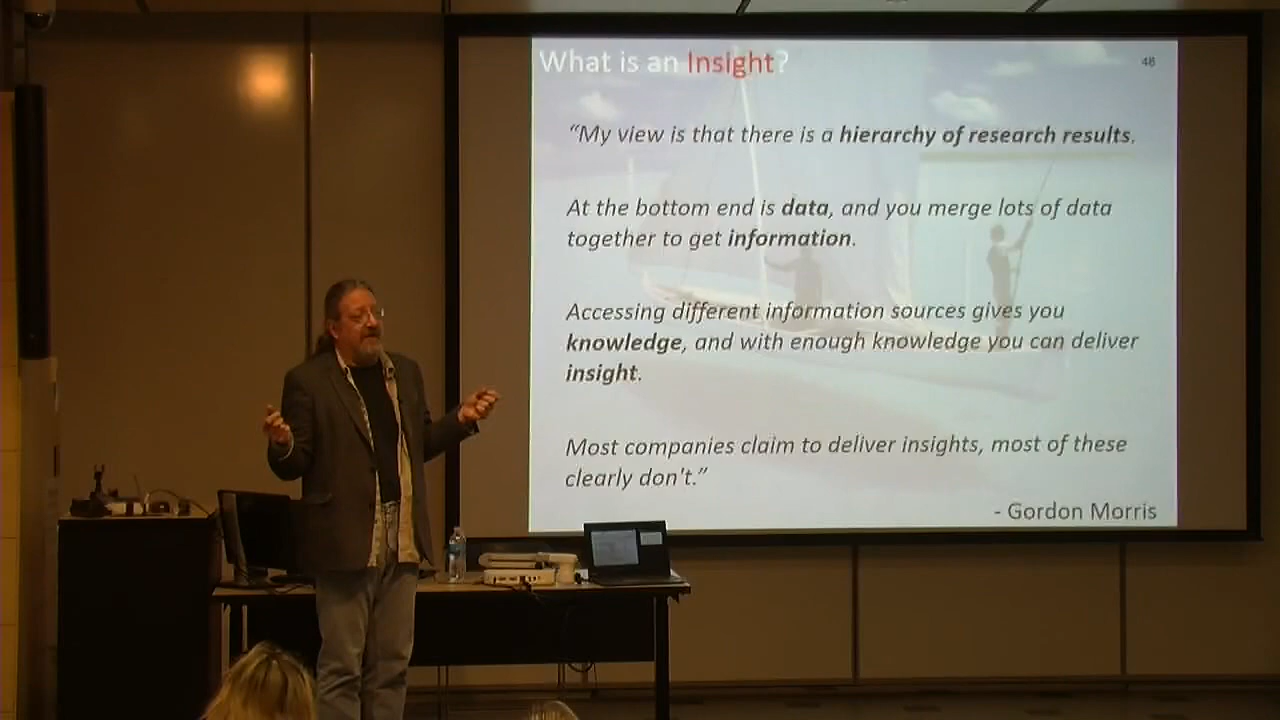 What is an Insight?
48
“My view is that there is a hierarchy of research results.
At the bottom end is data, and you merge lots of data
together to get information.
Accessing different information sources gives you
knowledge, and with enough knowledge you can deliver
insight.
Most companies claim to deliver insights, most of these
clearly don't.”
- Gordon Morris